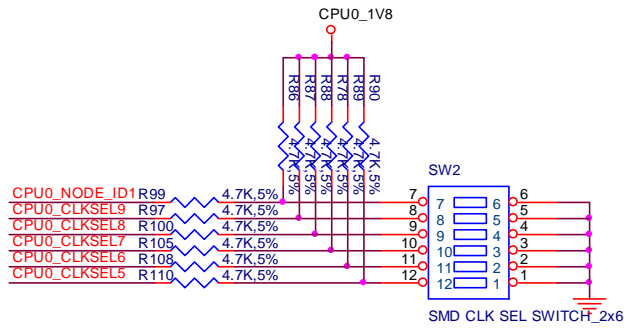 CPU0_1V8
R86
R87
R88
R78
R89
R90
4.7K,5%
4.7K,5%
4.7K,5%
4.7K,5%
4.7K,5%
4.7K,5%
SW2
CPU0_NODE_ID1 R99 4.7K,5% 7 7 6 6
CPU0_CLKSEL9 R97 4.7K,5% 8 8 5 5
CPU0_CLKSEL8 R100 4.7K,5% 9 9 4 4
CPU0_CLKSEL7 R105 4.7K,5% 10 10 3 3
CPU0_CLKSEL6 R108 4.7K,5% 11 11 2 2
CPU0_CLKSEL5 R110 4.7K,5% 12 12 1 1
SMD CLK SEL SWITCH_2x6